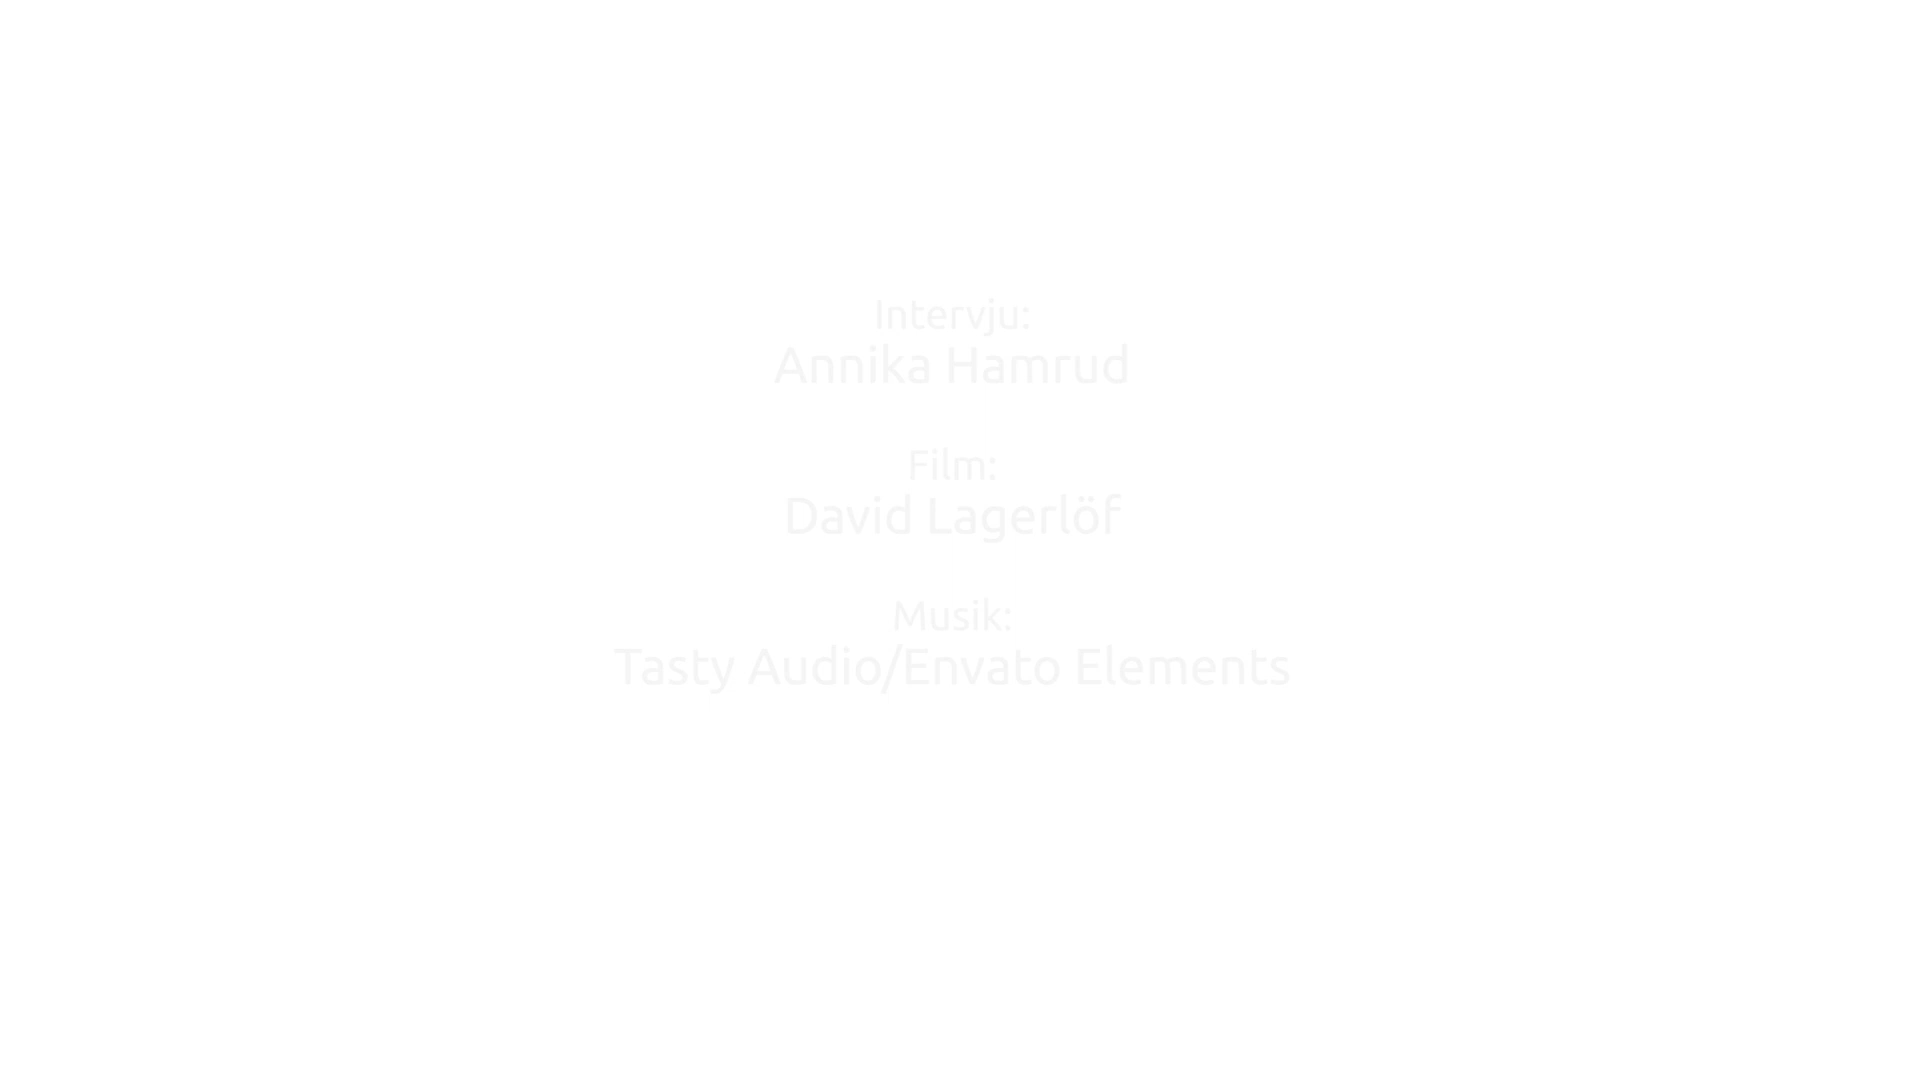 Intervju:
Annika Hamrud
Film:
David Lagerlöf
Musik:
Tasty Audio/Envato Elements